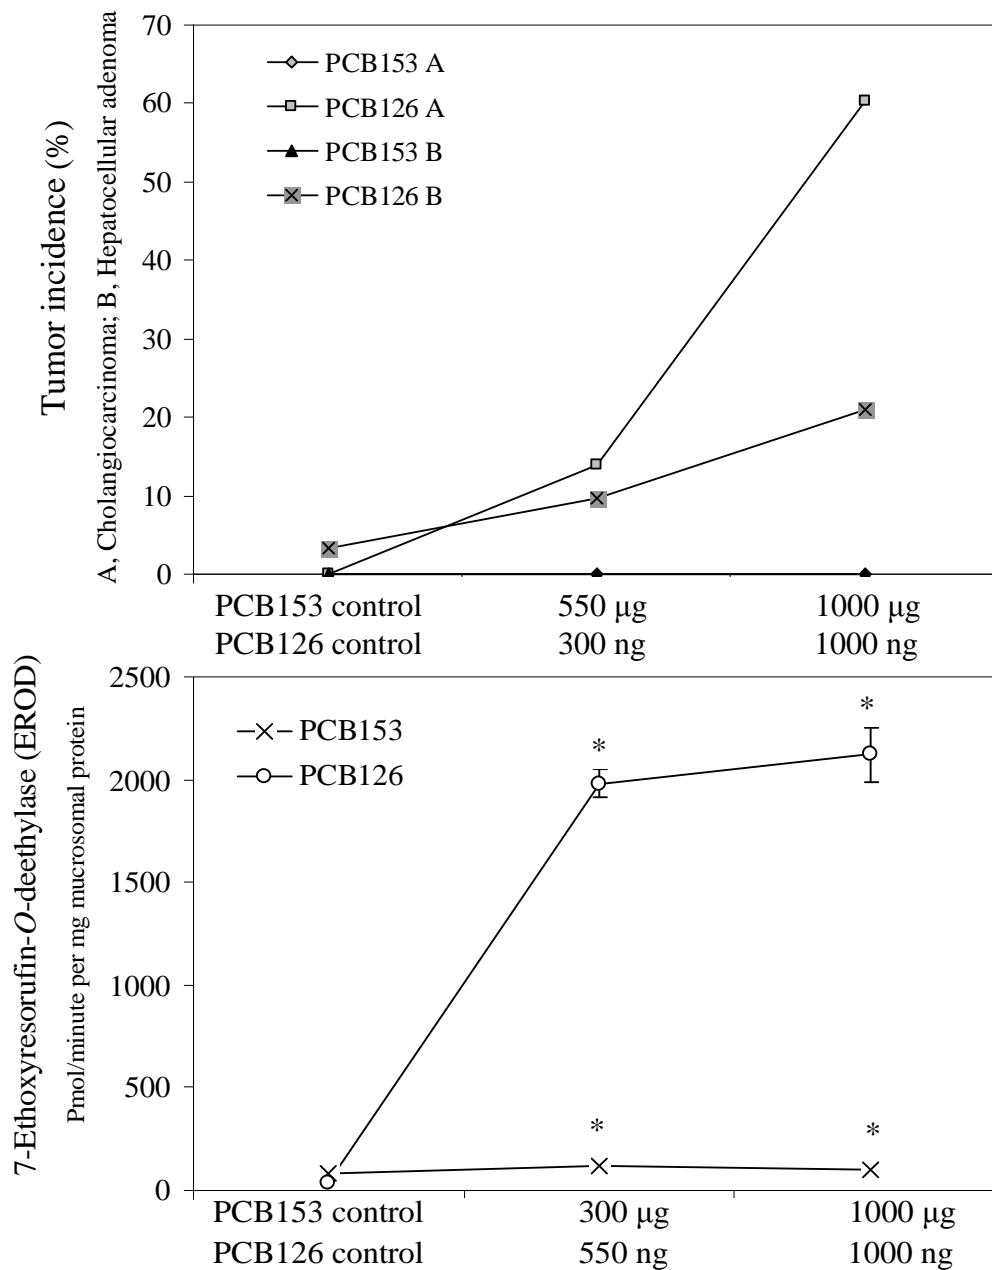 Tumor incidence (%)
A, Cholangiocarcinoma; B, Hepatocellular adenoma
70
60
50
40
30
20
10
0
PCB153 A
PCB126 A
PCB153 B
PCB126 B
PCB153 control 550 μg 1000 μg
PCB126 control 300 ng 1000 ng
7-Ethoxyresorufin-O-deethylase (EROD)
Pmol/minute per mg mucrosomal protein
2500
2000
1500
1000
500
0
PCB153
PCB126
* *
* *
PCB153 control 300 μg 1000 μg
PCB126 control 550 ng 1000 ng